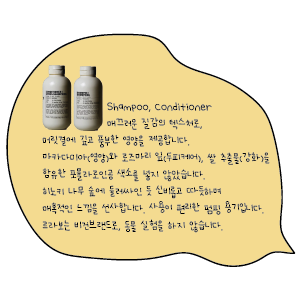 Shampoo, Conditioner
매끄러운 질감의 텍스처로,
머릿결에 깊고 풍부한 영양을 제공합니다.
마카다미아(영양)와 로즈마리 잎(두피케어), 쌀 추출물(강화)을
함유한 포뮬라로인공 색소를 넣지 않았습니다.
히노키 나무 숲에 둘러싸인 듯 신비롭고 따듯하며
매혹적인 느낌을 선사합니다. 사용이 편리한 펌핑 용기입니다.
르라보는 비건브랜드로, 동물 실험을 하지 않습니다.